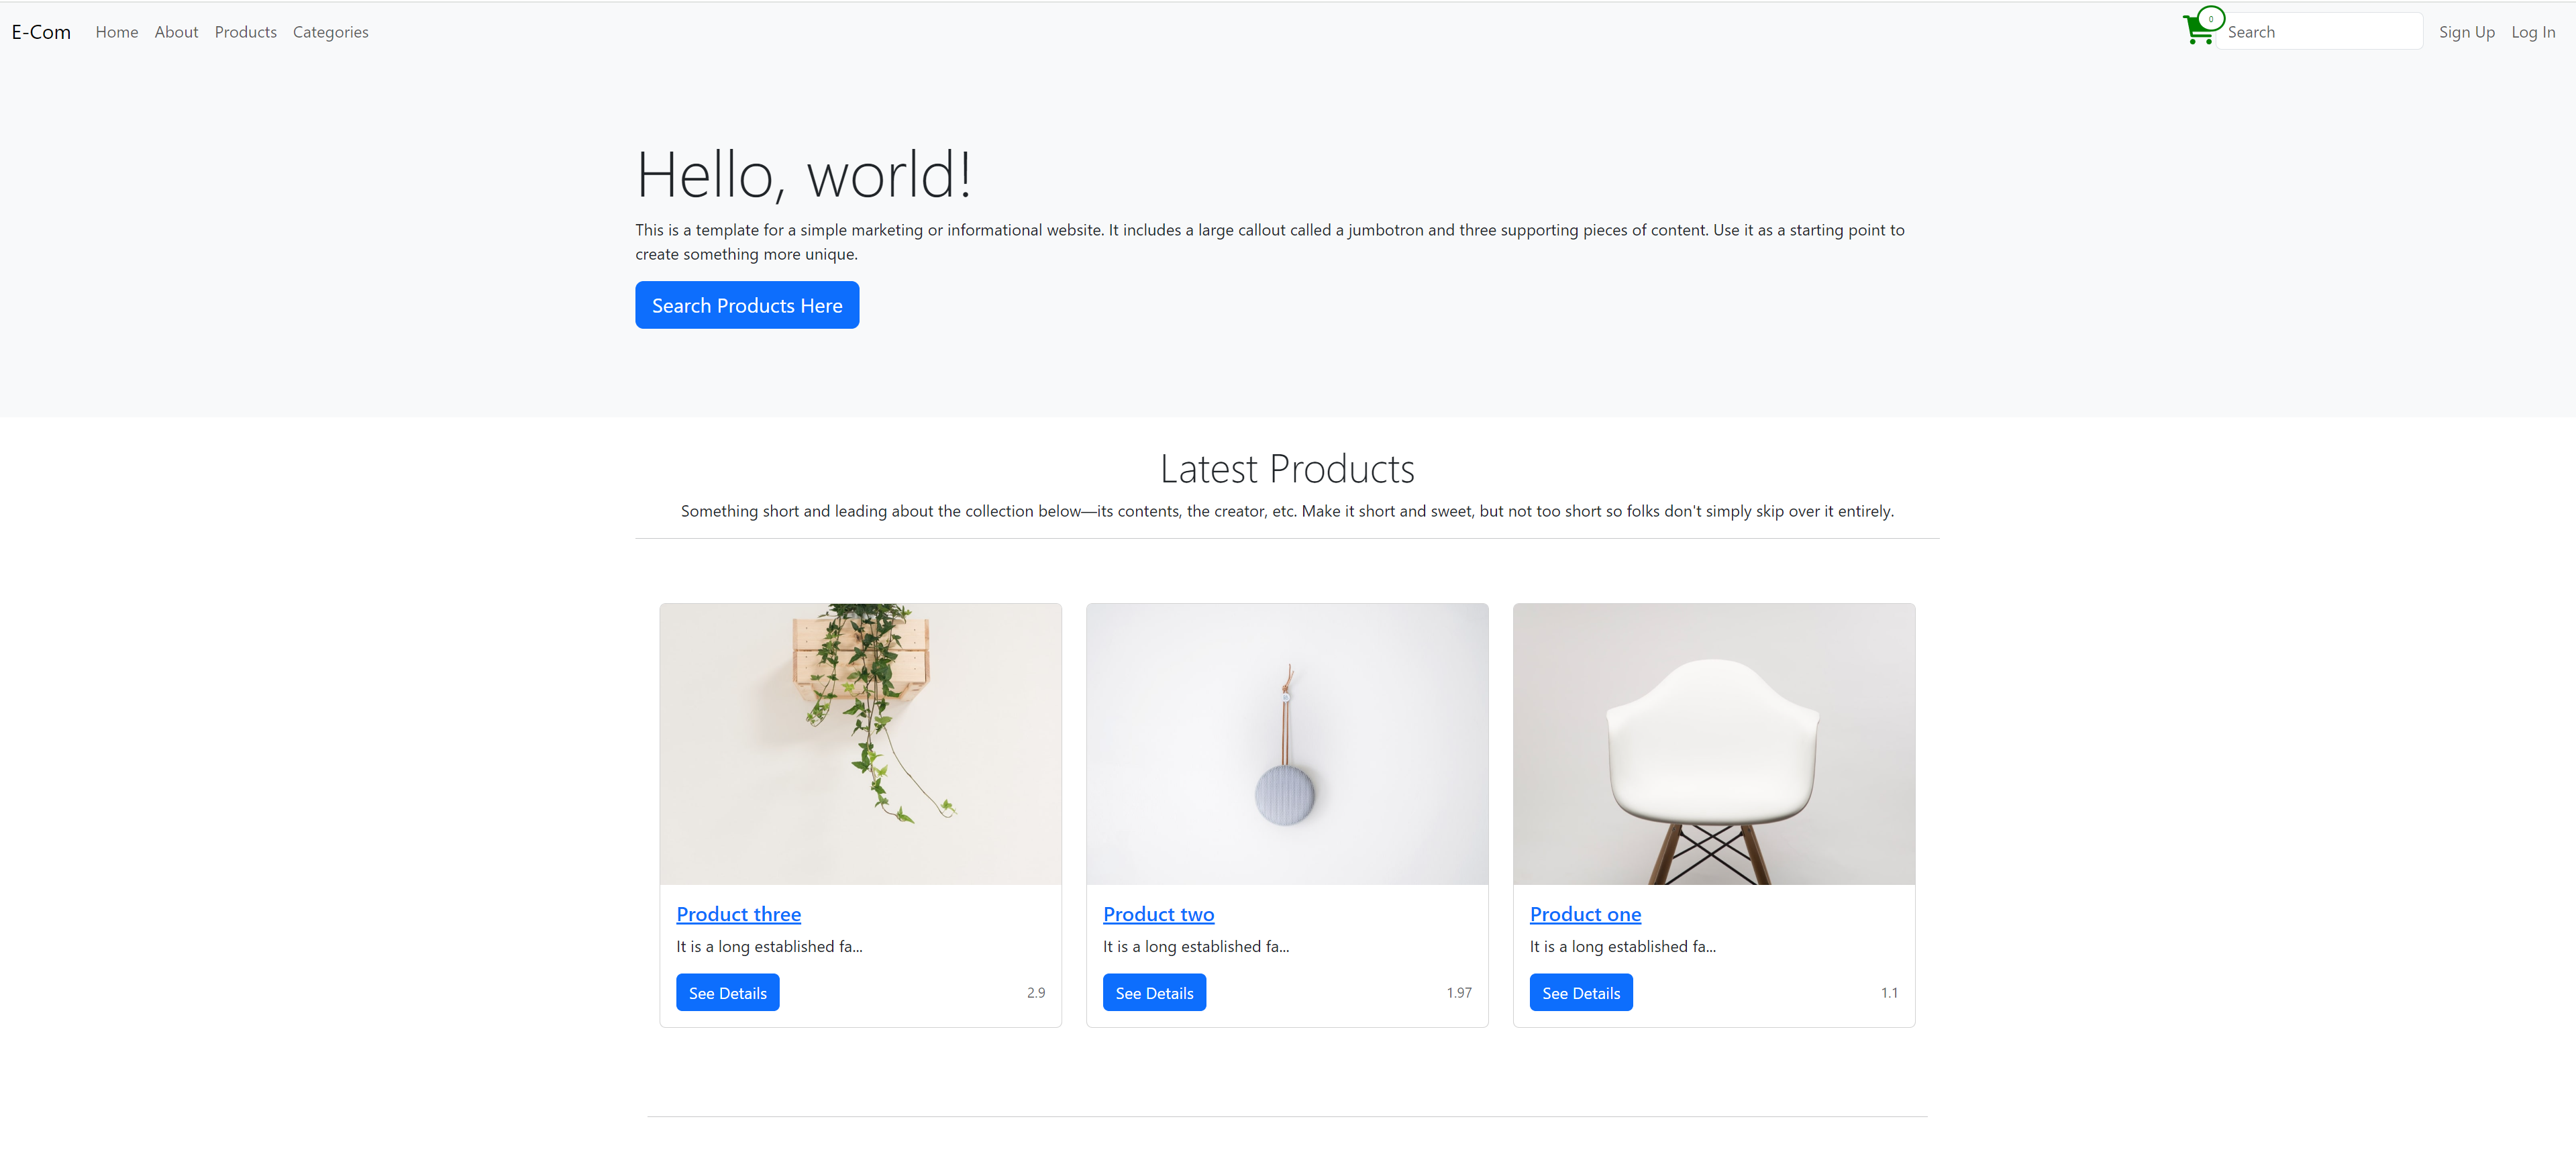 E-Com Home About Products Categories 0 Search Sign Up Log In
Hello, world!
This is a template for a simple marketing or informational website. It includes a large callout called a jumbotron and three supporting pieces of content. Use it as a starting point to
create something more unique.
Search Products Here
Latest Products
Something short and leading about the collection below—its contents, the creator, etc. Make it short and sweet, but not too short so folks don't simply skip over it entirely.
Product three
It is a long established fa...
See Details 2.9
Product two
It is a long established fa...
See Details 1.97
Product one
It is a long established fa...
See Details 1.1